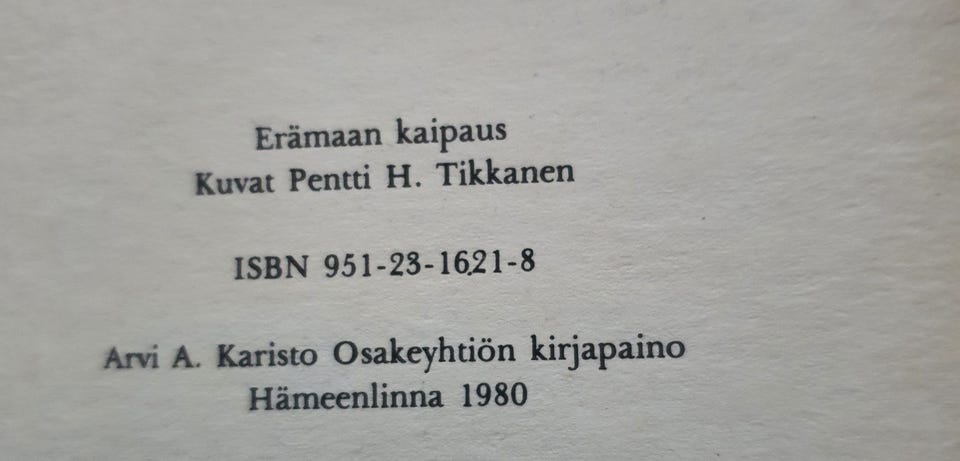 Erämaan kaipaus
Kuvat Pentti H. Tikkanen
ISBN 951-23-1621-8
Arvi A. Karisto Osakeyhtiön kirjapaino
Hämeenlinna 1980